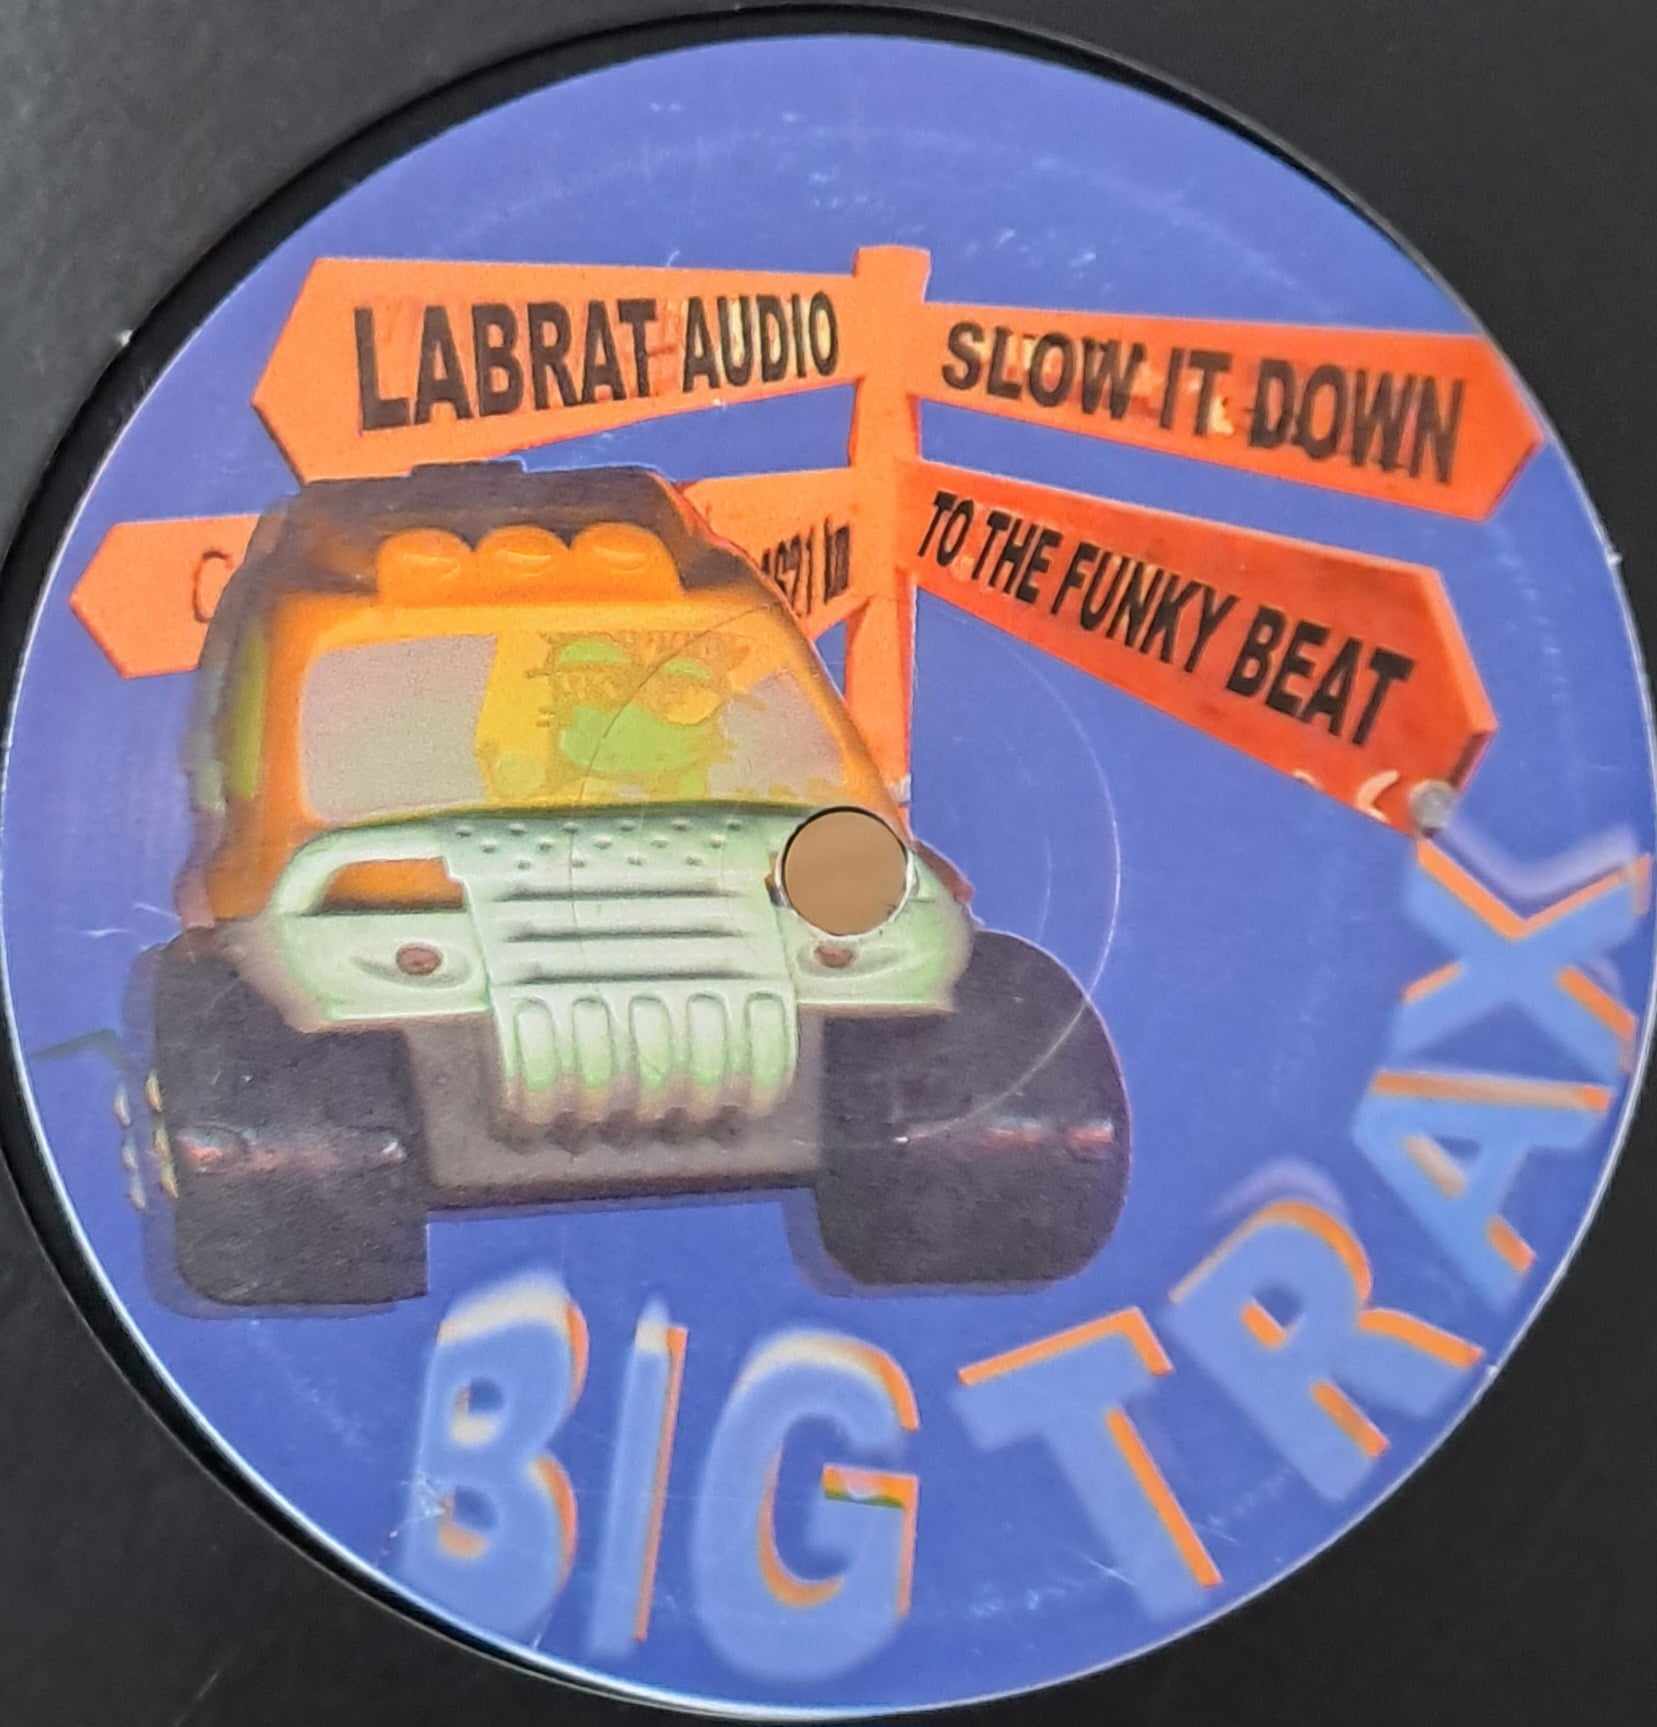 LABRAT AUDIO
SLOW IT DOWN
TO THE FUNKY BEAT
BIG TRAX